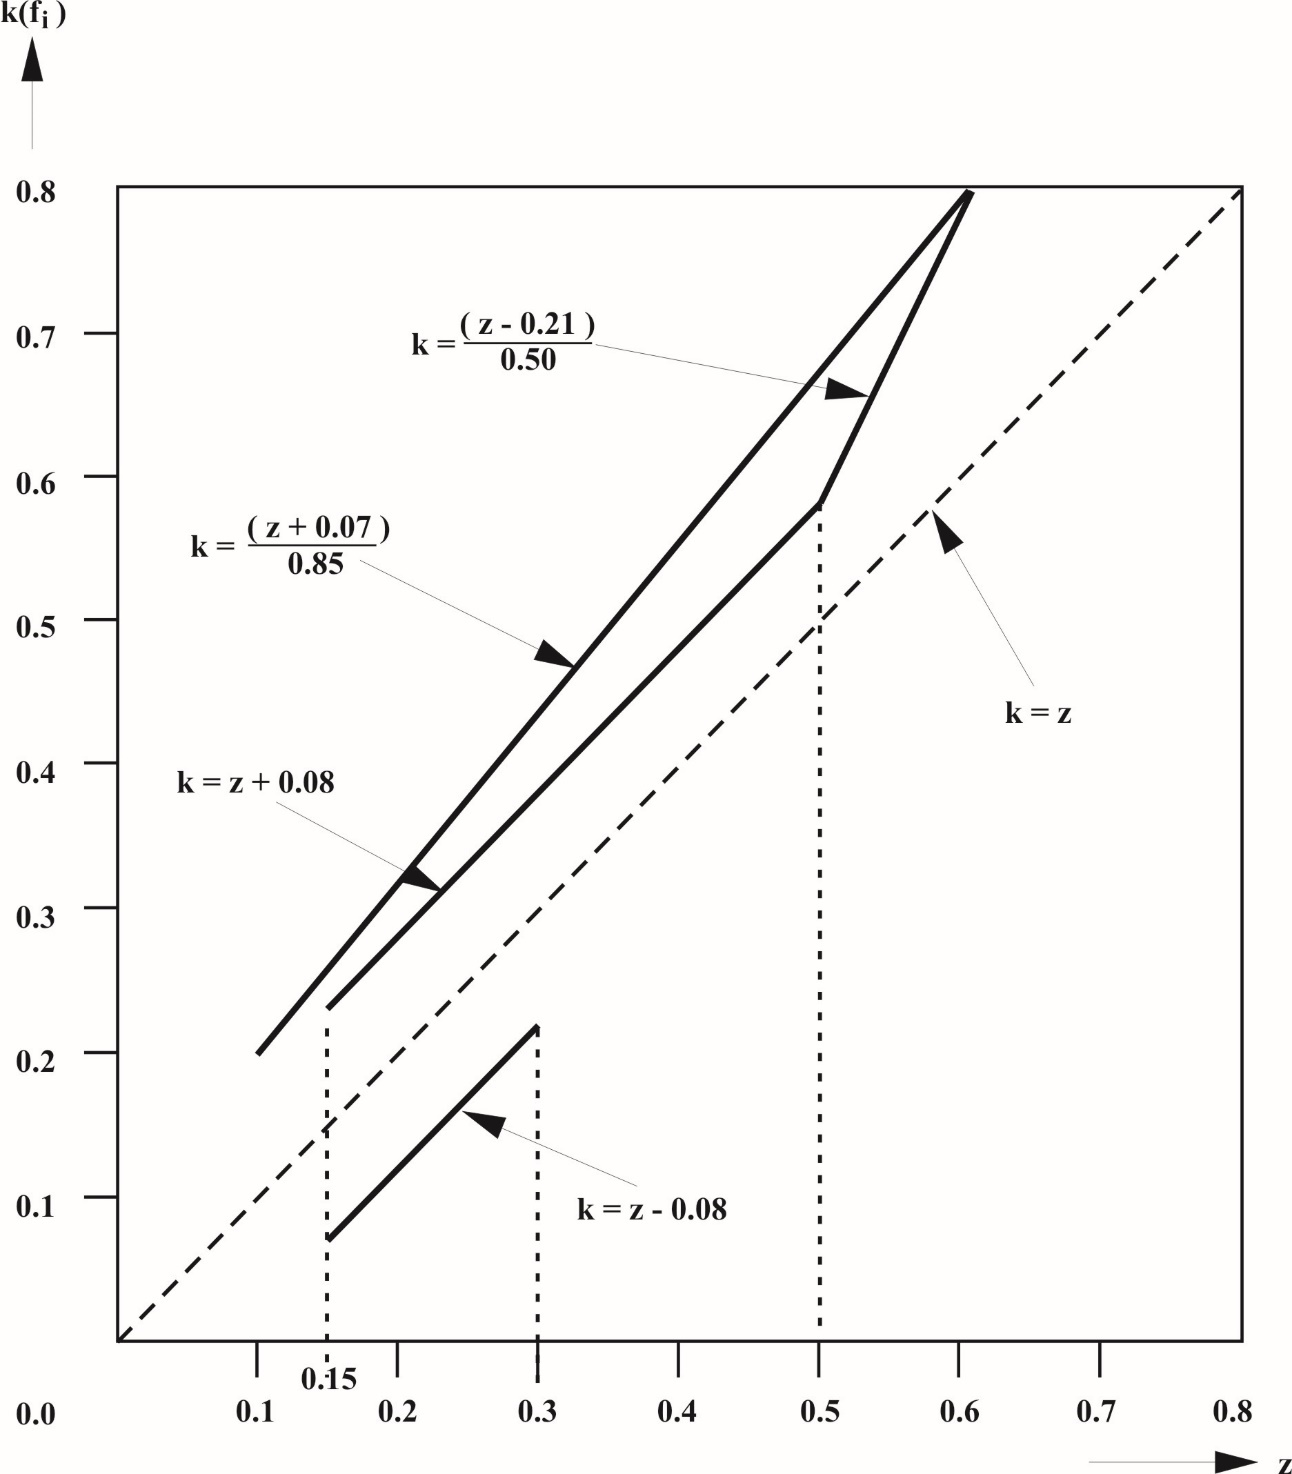 k(fi )
0.8
k = ( z - 0.21 )
0.50
0.7
0.6
k = ( z + 0.07 )
0.85
0.5
k = z
0.4
k = z + 0.08
0.3
0.2
0.1
k = z - 0.08
0.15
0.0 0.1 0.2 0.3 0.4 0.5 0.6 0.7 0.8
z